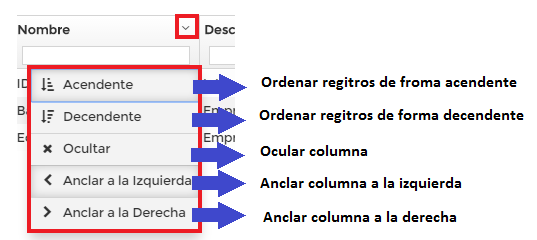 Nombre
Desc
ID
Acendente
Ordenar regitros de froma acendente
Ba
Decendente
Empr
Ordenar regitros de forma decendente
Ed
Ocultar
Empr
Ocular columna
Anclar a la Izquierda
Anclar columna a la izquierda
Anclar a la Derecha
Anclar columna a la derecha